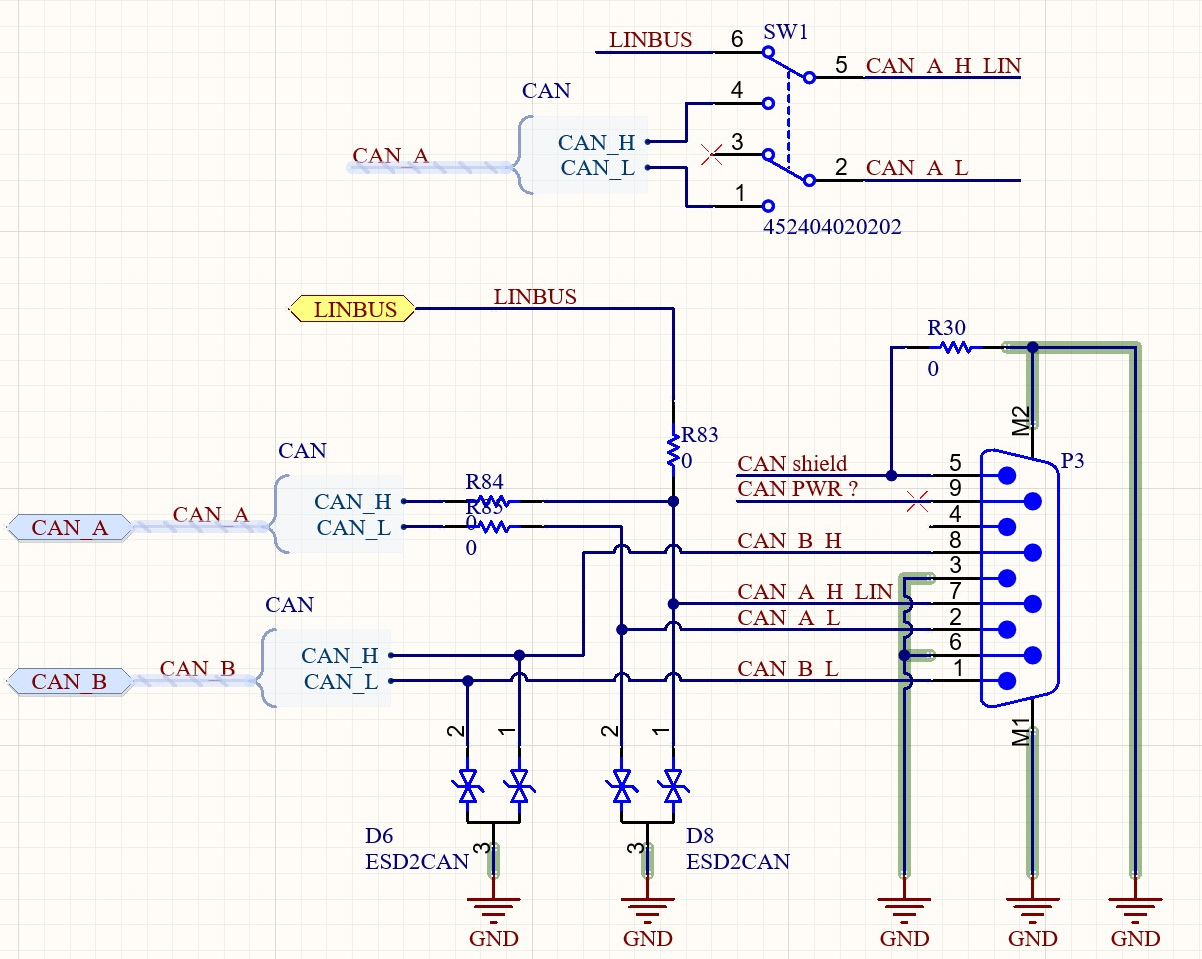 LINBUS 6 SW1
5 CAN_A_H_LIN
CAN 4
CAN_H
CAN_A 3
CAN_L 2 CAN_A_L
1
452404020202
LINBUS LINBUS
R30
0
M2
R83
0
CAN
R84
CAN_H
R85
0
CAN_A CAN_A CAN_L
0
CAN shield 5 P3
CAN PWR ? 9
4
CAN_B_H 8
3
CAN_A_H_LIN 7
CAN_A_L 2
6
CAN_B_L 1
CAN
CAN_H
CAN_B CAN_B CAN_L
2 1 2 1 M1
D6 3 3 D8
ESD2CAN ESD2CAN
GND GND GND GND GND